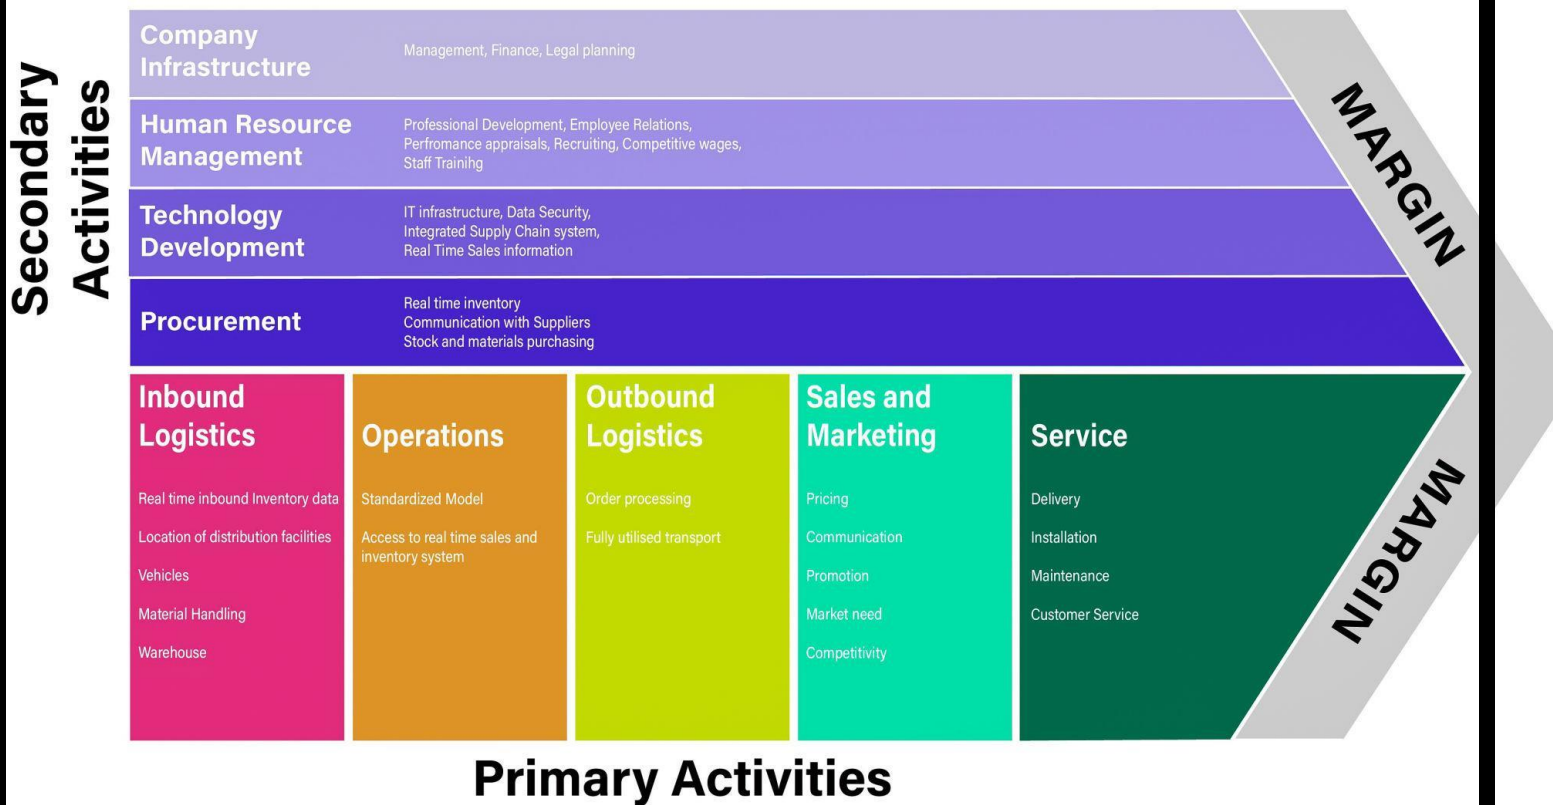 Secondary
Activities
Company
Infrastructure
Management, Finance, Legal planning
Human Resource
Management
Professional Development, Employee Relations,
Perfromance appraisals, Recruiting, Competitive wages,
Staff Trainihg
Technology
Development
IT infrastructure, Data Security,
Integrated Supply Chain system,
Real Time Sales information
Procurement
Real time inventory
Communication with Suppliers
Stock and materials purchasing
MARGIN
Inbound
Logistics
Real time inbound Inventory data
Location of distribution facilities
Vehicles
Material Handling
Warehouse
Operations
Standardized Model
Access to real time sales and
inventory system
Outbound
Logistics
Order processing
Fully utilised transport
Sales and
Marketing
Pricing
Communication
Promotion
Market need
Competitivity
Service
Delivery
Installation
Maintenance
Customer Service
MARGIN
Primary Activities